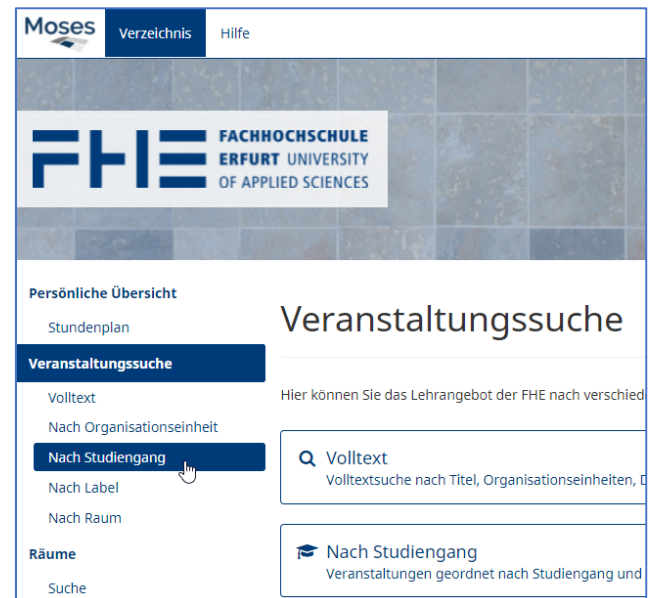 Moses
Verzeichnis
Hilfe
FACHHOCHSCHULE
ERFURT UNIVERSITY
OF APPLIED SCIENCES
Persönliche Übersicht
Stundenplan
Veranstaltungssuche
Volltext
Nach Organisationseinheit
Nach Studiengang
Nach Label
Nach Raum
Räume
Suche
Veranstaltungssuche
Hier können Sie das Lehrangebot der FHE nach verschied
Volltext
Volltextsuche nach Titel, Organisationseinheiten, D
Nach Studiengang
Veranstaltungen geordnet nach Studiengang und